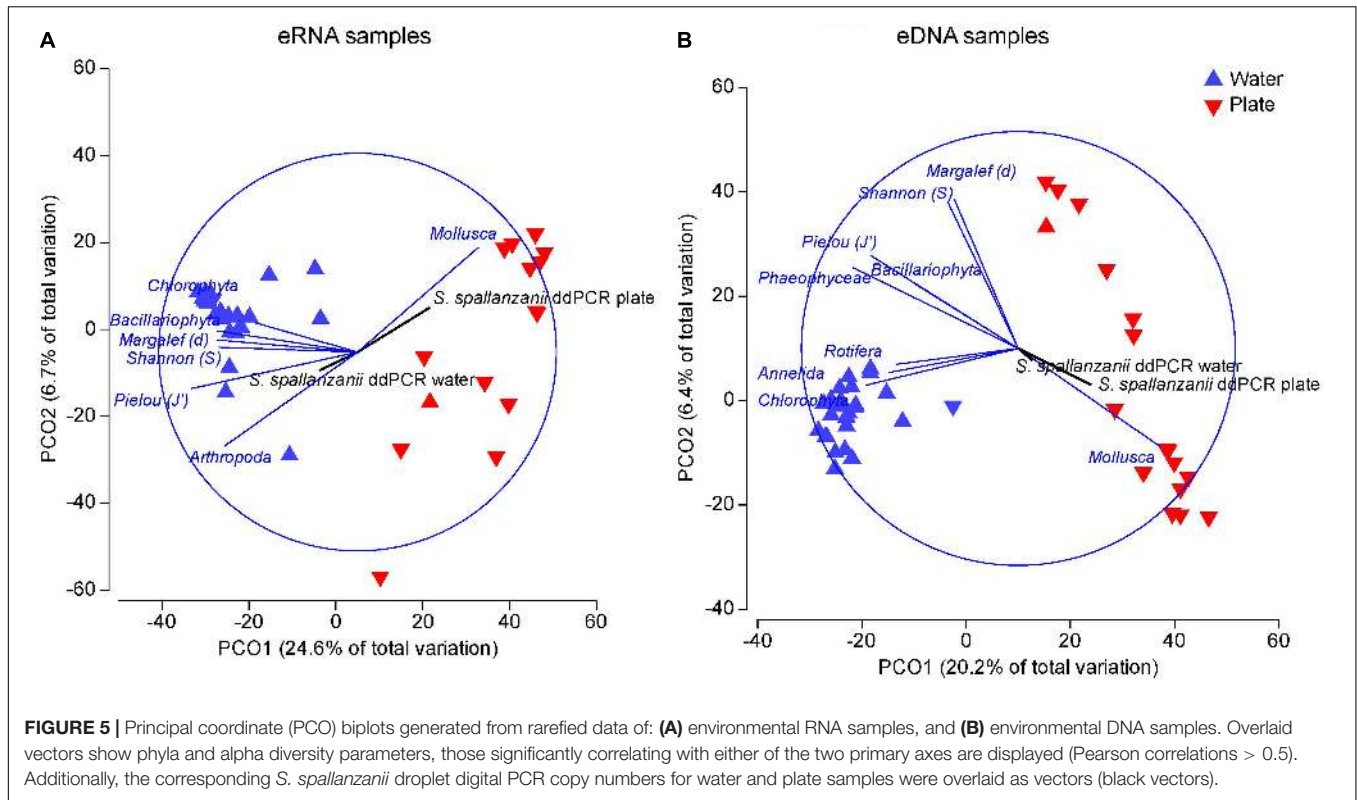 A
eRNA samples
60
40
20
0
-20
-40
-60
PCO2 (6.7% of total variation)
Mollusca
Chlorophyta
S. spallanzanii ddPCR plate
Bacillariophyta
Margalef (d)
Shannon (S)
S. spallanzanii ddPCR water
Pielou (J')
Arthropoda
-40
-20
0
20
40
60
PCO1 (24.6% of total variation)
B
eDNA samples
Water
Plate
60
40
20
0
-20
-40
PCO2 (6.4% of total variation)
Margalef (d)
Shannon (S)
Pielou (J')
Bacillariophyta
Phaeophyceae
Rotifera
S. spallanzanii ddPCR water
Annelida
S. spallanzanii ddPCR plate
Chlorophyta
Mollusca
-40
-20
0
20
40
60
PCO1 (20.2% of total variation)
FIGURE 5 | Principal coordinate (PCO) biplots generated from rarefied data of: (A) environmental RNA samples, and (B) environmental DNA samples. Overlaid
vectors show phyla and alpha diversity parameters, those significantly correlating with either of the two primary axes are displayed (Pearson correlations > 0.5).
Additionally, the corresponding S. spallanzanii droplet digital PCR copy numbers for water and plate samples were overlaid as vectors (black vectors).